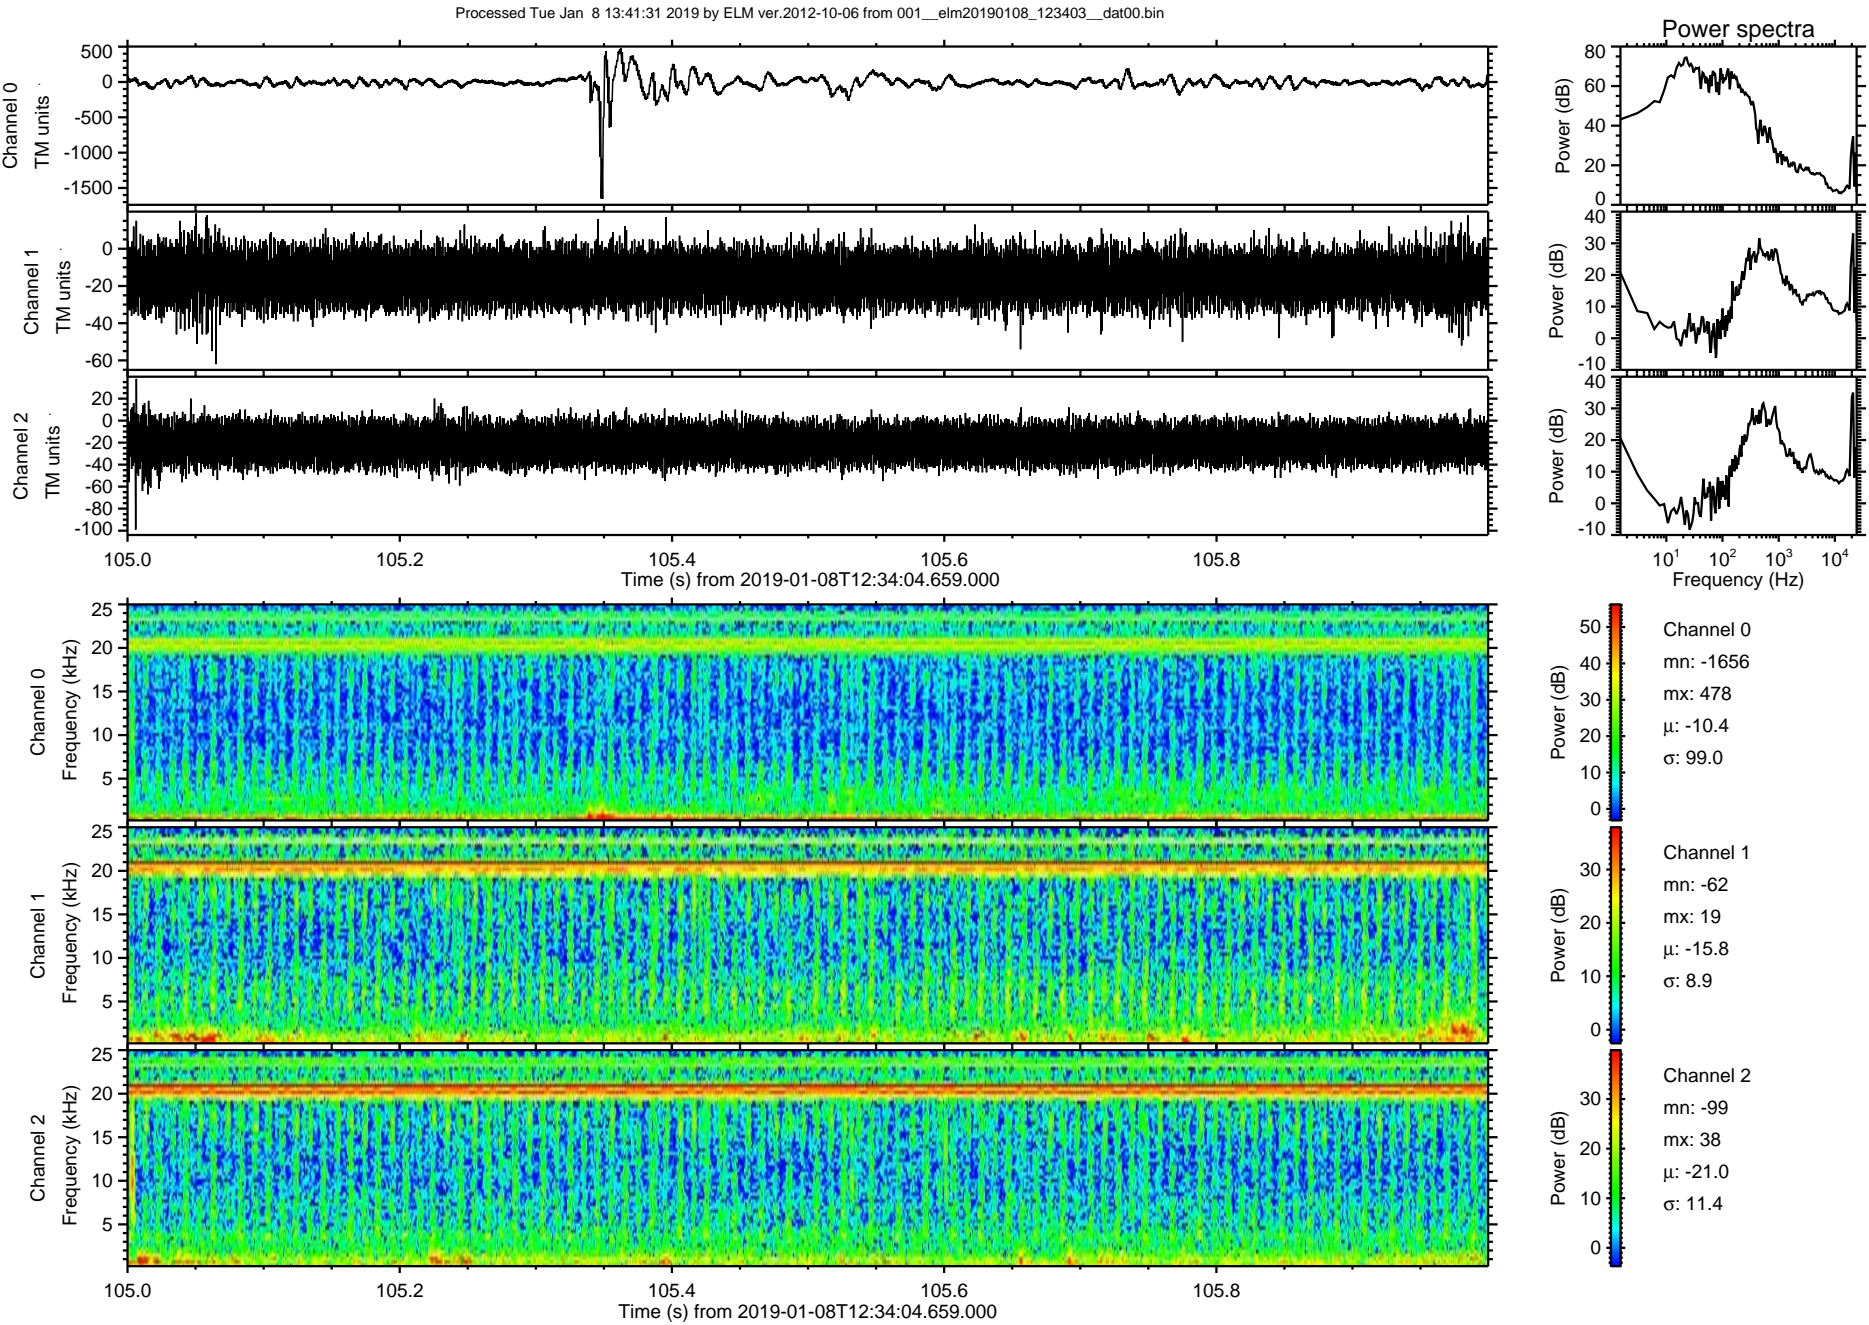 Processed Tue Jan  8 13:41:31 2019 by ELM ver.2012-10-06 from 001__elm20190108_123403__dat00.bin
Power spectra
Channel 0
TM units
500
0
-500
-1000
-1500
Power (dB)
80
60
40
20
0
Channel 1
TM units
0
-20
-40
-60
Power (dB)
40
30
20
10
0
-10
Channel 2
TM units
20
0
-20
-40
-60
-80
-100
Power (dB)
40
30
20
10
0
-10
105.0 105.2 105.4 105.6 105.8
Time (s) from 2019-01-08T12:34:04.659.000
10^1 10^2 10^3 10^4
Frequency (Hz)
Channel 0
Frequency (kHz)
25
20
15
10
5
Power (dB)
50
40
30
20
10
0
Channel 0
mn: -1656
mx: 478
μ: -10.4
σ: 99.0
Channel 1
Frequency (kHz)
25
20
15
10
5
Power (dB)
30
20
10
0
Channel 1
mn: -62
mx: 19
μ: -15.8
σ: 8.9
Channel 2
Frequency (kHz)
25
20
15
10
5
Power (dB)
30
20
10
0
Channel 2
mn: -99
mx: 38
μ: -21.0
σ: 11.4
105.0 105.2 105.4 105.6 105.8
Time (s) from 2019-01-08T12:34:04.659.000